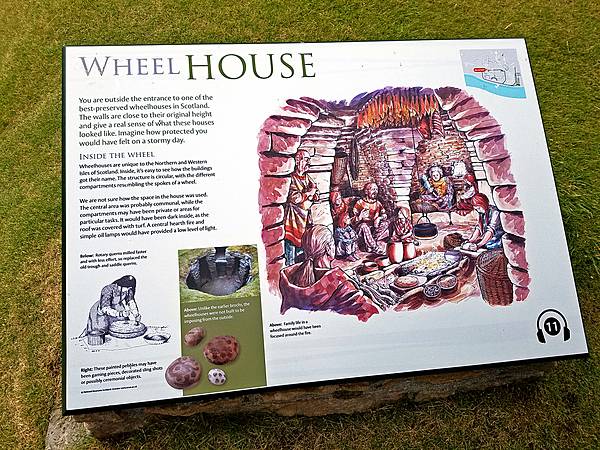 WHEEL HOUSE
You are outside the entrance to one of the
best-preserved wheelhouses in Scotland.
The walls are close to their original height
and give a real sense of what these houses
looked like. Imagine how protected you
would have felt on a stormy day.
INSIDE THE WHEEL
Wheelhouses are unique to the Northern and Western
Isles of Scotland. Inside, it's easy to see how the buildings
got their name. The structure is circular, with the different
compartments resembling the spokes of a wheel.
We are not sure how the space in the house was used.
The central area was probably communal, while the
compartments may have been private or areas for
particular tasks. It would have been dark inside, as the
roof was covered with turf. A central hearth fire and
simple oil lamps would have provided a low level of light.
Below: Rotary querns milled faster
and with less effort, so replaced the
old trough and saddle querns.
Above: Unlike the earlier brochs, the
wheelhouses were not built to be
imposing from the outside.
Right: These painted pebbles may have
been gaming pieces, decorated sling shots
or possibly ceremonial objects.
Above: Family life in a
wheelhouse would have been
focused around the fire.
11